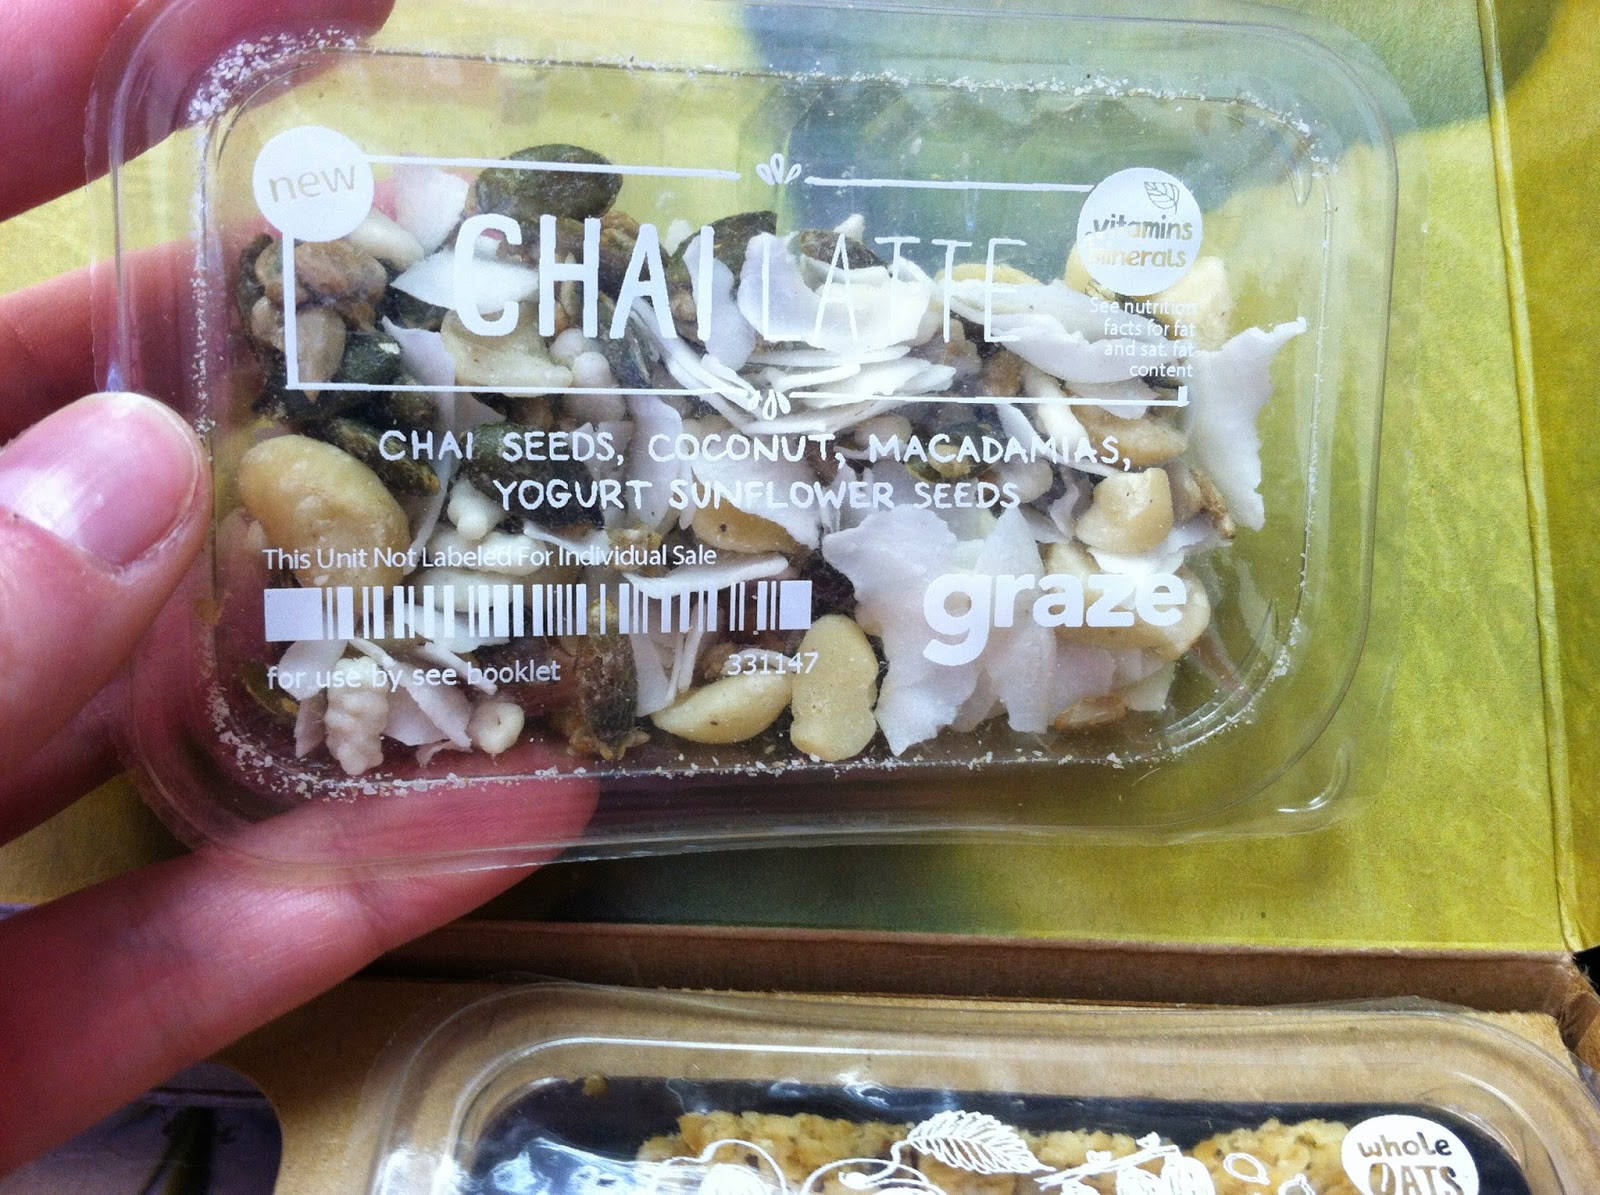 new
CHAI LATTE
vitamins
minerals
See nutrition
facts for fat
and sat. fat
content
CHAI SEEDS, COCONUT, MACADAMIAS,
YOGURT SUNFLOWER SEEDS
This Unit Not Labeled For Individual Sale
graze
for use by see booklet 331147
whole
OATS